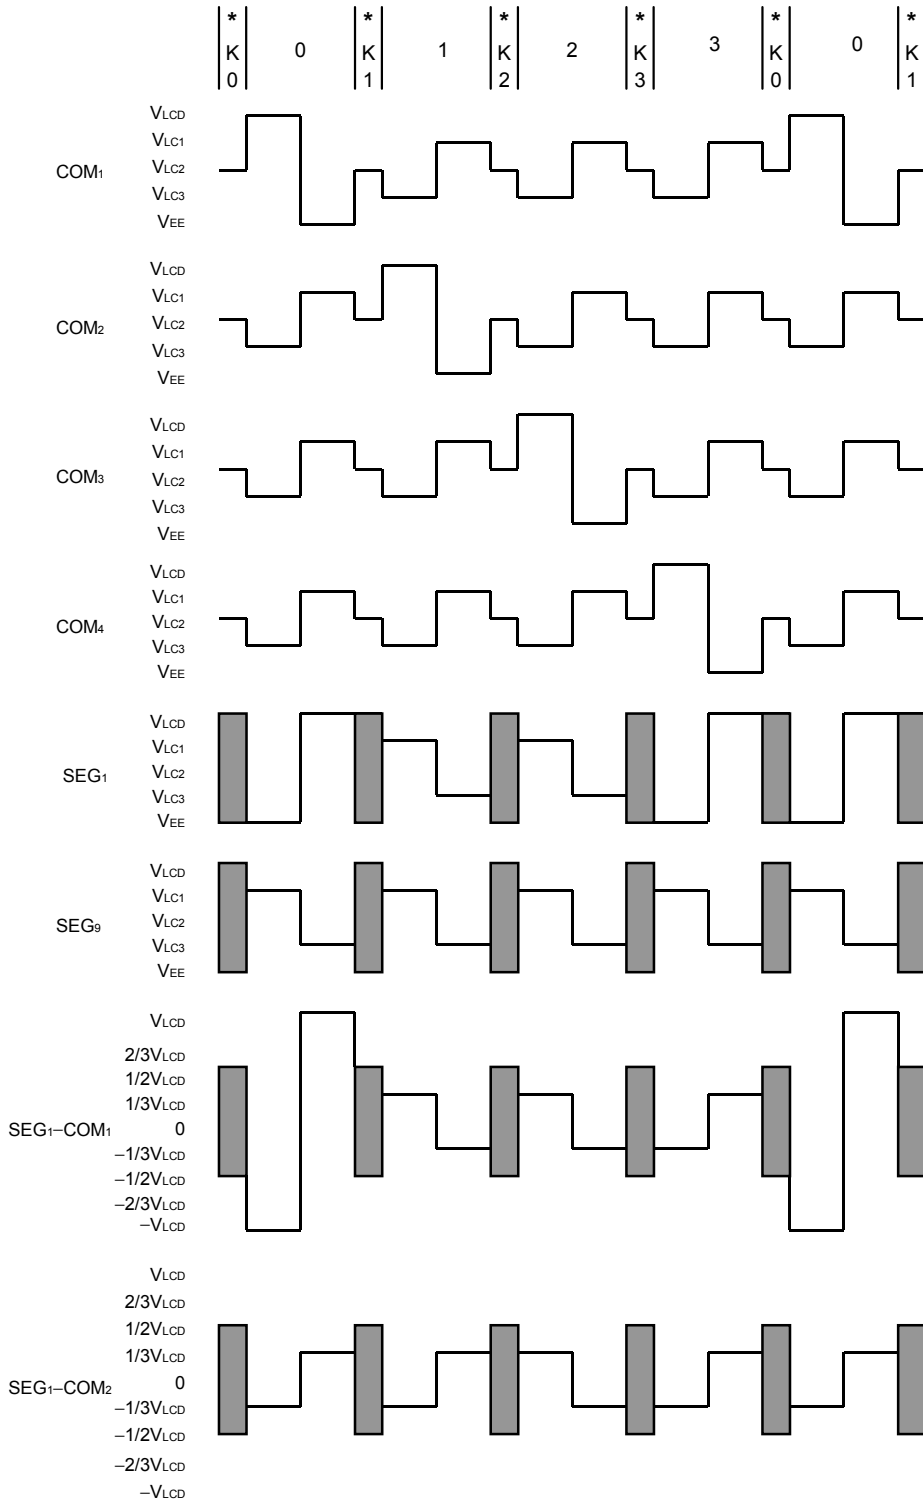 * * * * * *
K 0 K 1 K 2 K 3 K 0 K
0 1 2 3 0 1
VLCD
VLC1
COM1 VLC2
VLC3
VEE
VLCD
VLC1
COM2 VLC2
VLC3
VEE
VLCD
VLC1
COM3 VLC2
VLC3
VEE
VLCD
VLC1
COM4 VLC2
VLC3
VEE
VLCD
VLC1
SEG1 VLC2
VLC3
VEE
VLCD
VLC1
SEG9 VLC2
VLC3
VEE
VLCD
2/3VLCD
1/2VLCD
1/3VLCD
SEG1–COM1 0
–1/3VLCD
–1/2VLCD
–2/3VLCD
–VLCD
VLCD
2/3VLCD
1/2VLCD
1/3VLCD
SEG1–COM2 0
–1/3VLCD
–1/2VLCD
–2/3VLCD
–VLCD